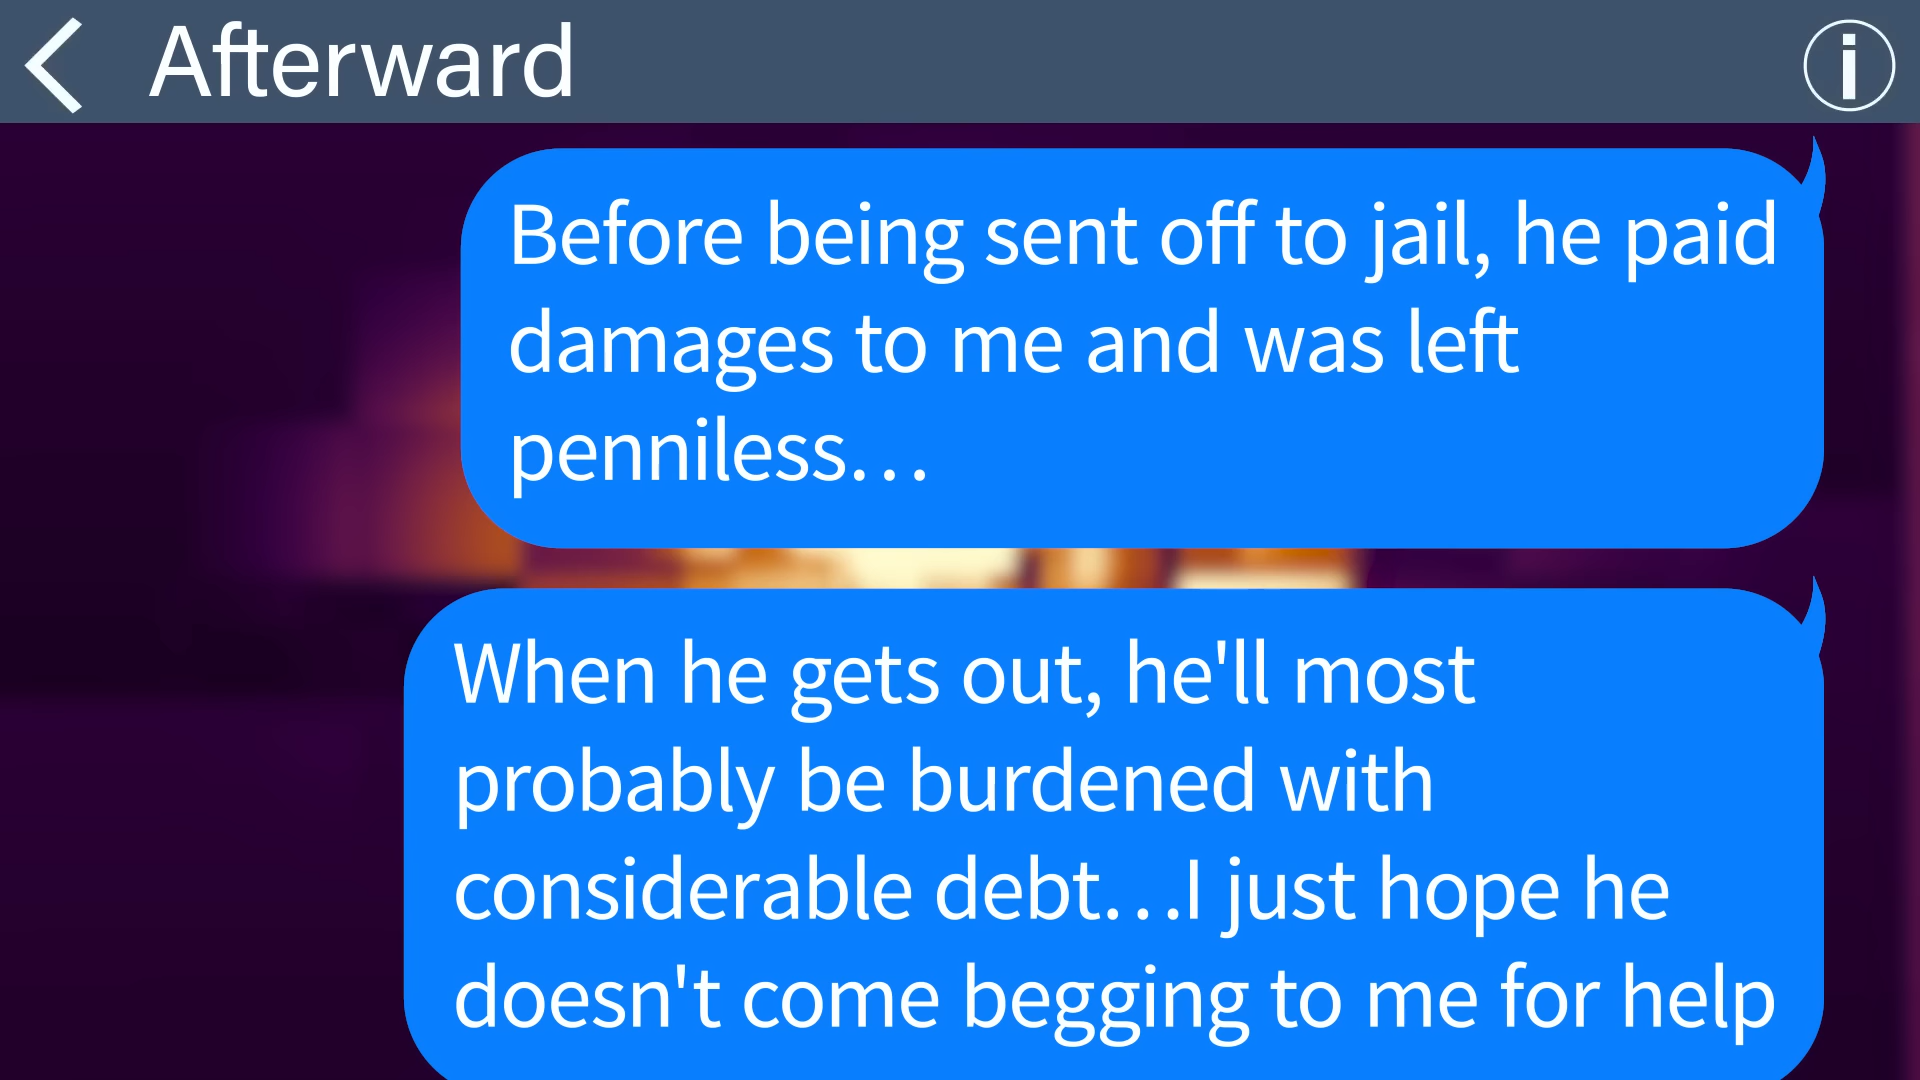 Afterward
Before being sent off to jail, he paid
damages to me and was left
penniless…
When he gets out, he'll most
probably be burdened with
considerable debt…I just hope he
doesn't come begging to me for help